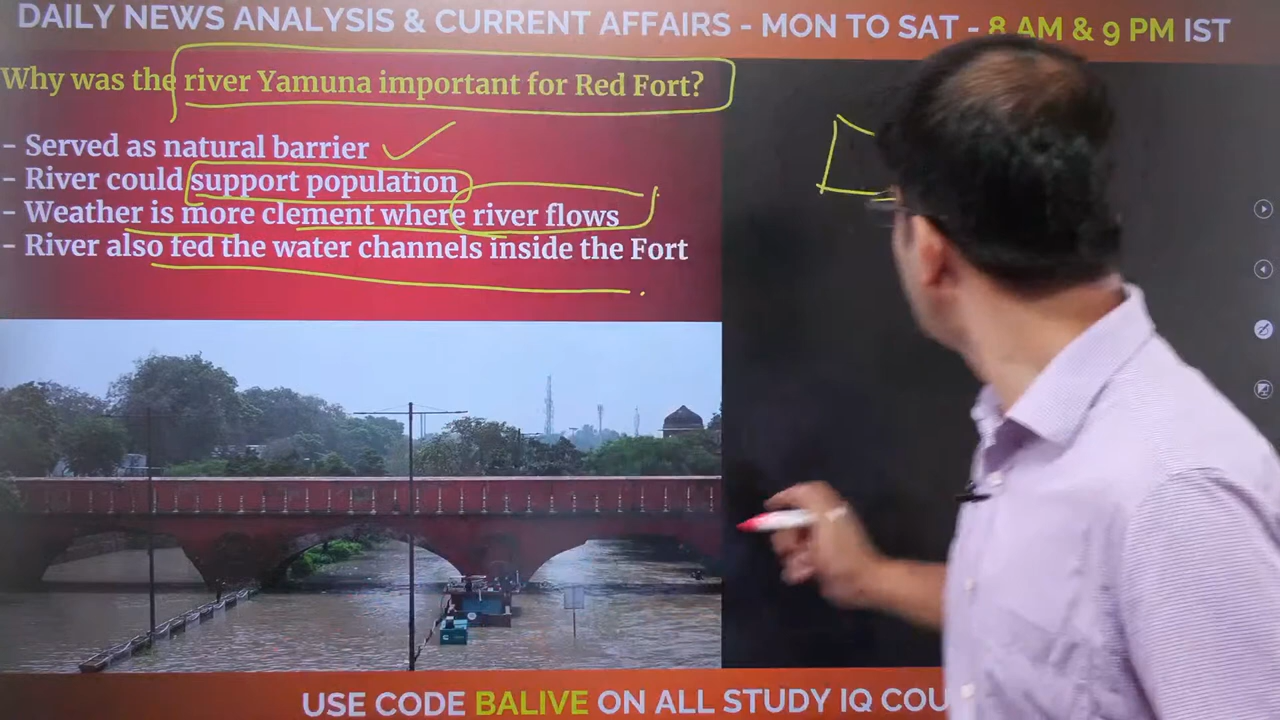 DAILY NEWS ANALYSIS & CURRENT AFFAIRS - MON TO SAT - 8 AM & 9 PM IST
Why was the river Yamuna important for Red Fort?
- Served as natural barrier
- River could support population
- Weather is more clement where river flows
- River also fed the water channels inside the Fort
USE CODE BALIVE ON ALL STUDY IQ COU